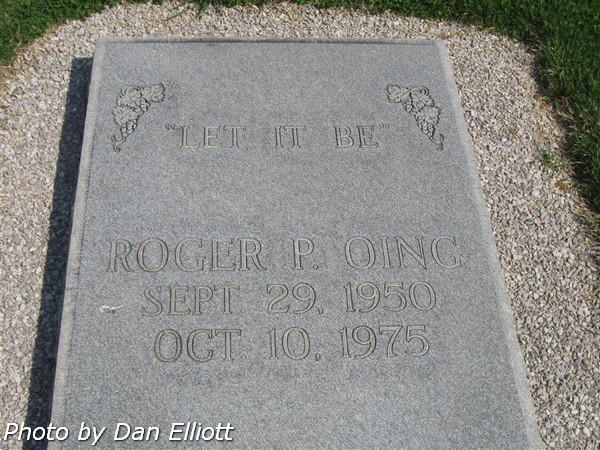 "LET IT BE"
ROGER P. OING
SEPT. 29, 1950
OCT. 10, 1975
Photo by Dan Elliott